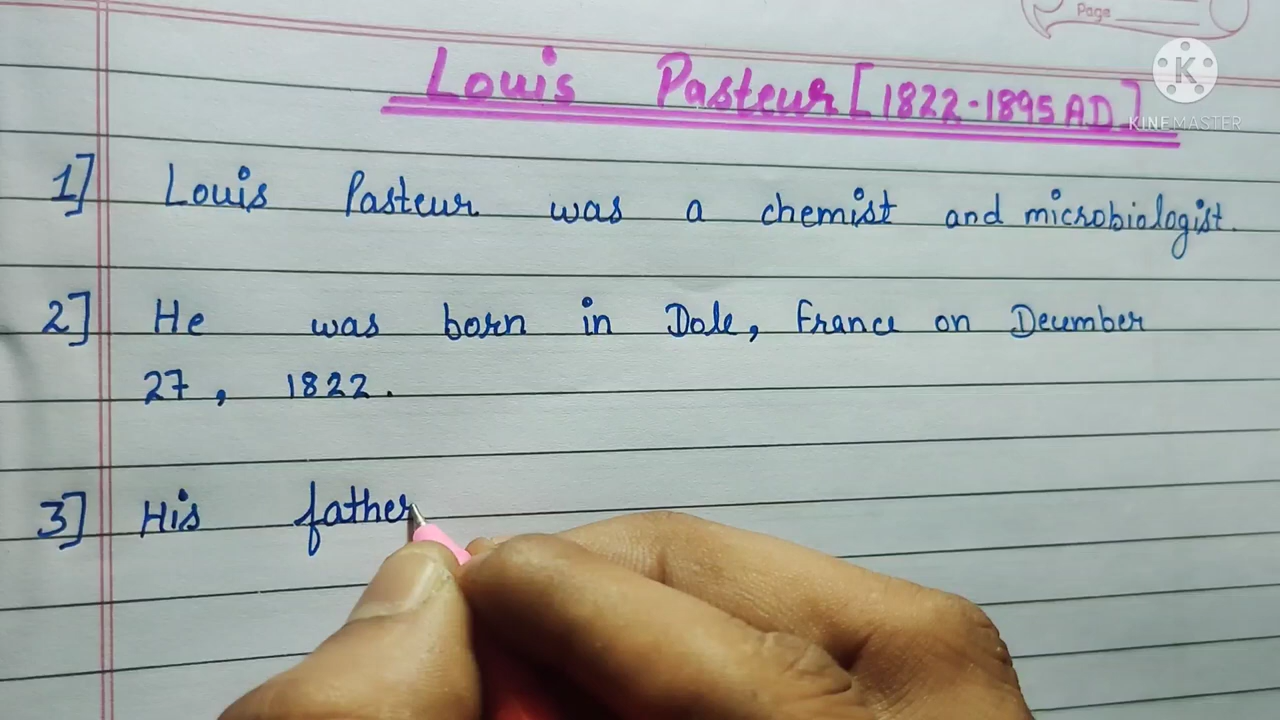 Page
Louis Pasteur [1822-1895 AD]
KINEMASTER
1] Louis Pasteur was a chemist and microbiologist.
2] He was born in Dole, France on December
27, 1822.
3] His father